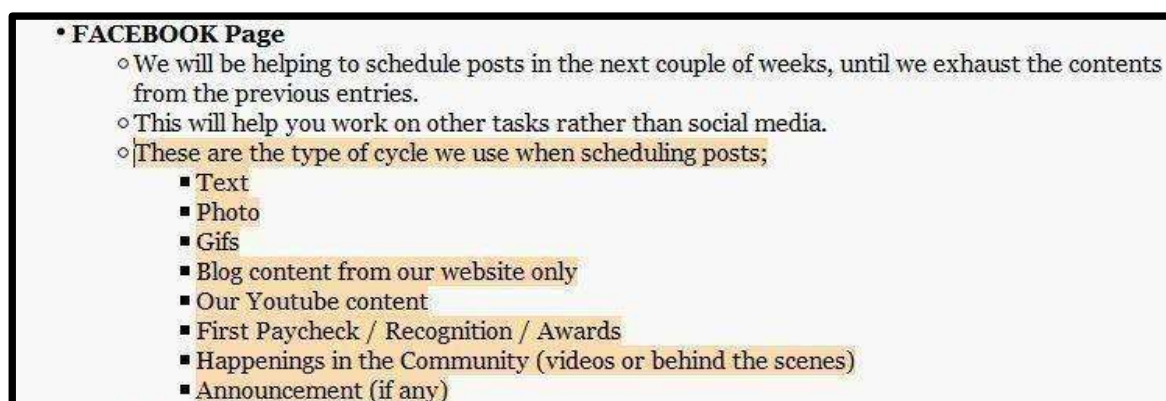 • FACEBOOK Page
○ We will be helping to schedule posts in the next couple of weeks, until we exhaust the contents
from the previous entries.
○ This will help you work on other tasks rather than social media.
○ These are the type of cycle we use when scheduling posts;
▪ Text
▪ Photo
▪ Gifs
▪ Blog content from our website only
▪ Our Youtube content
▪ First Paycheck / Recognition / Awards
▪ Happenings in the Community (videos or behind the scenes)
▪ Announcement (if any)